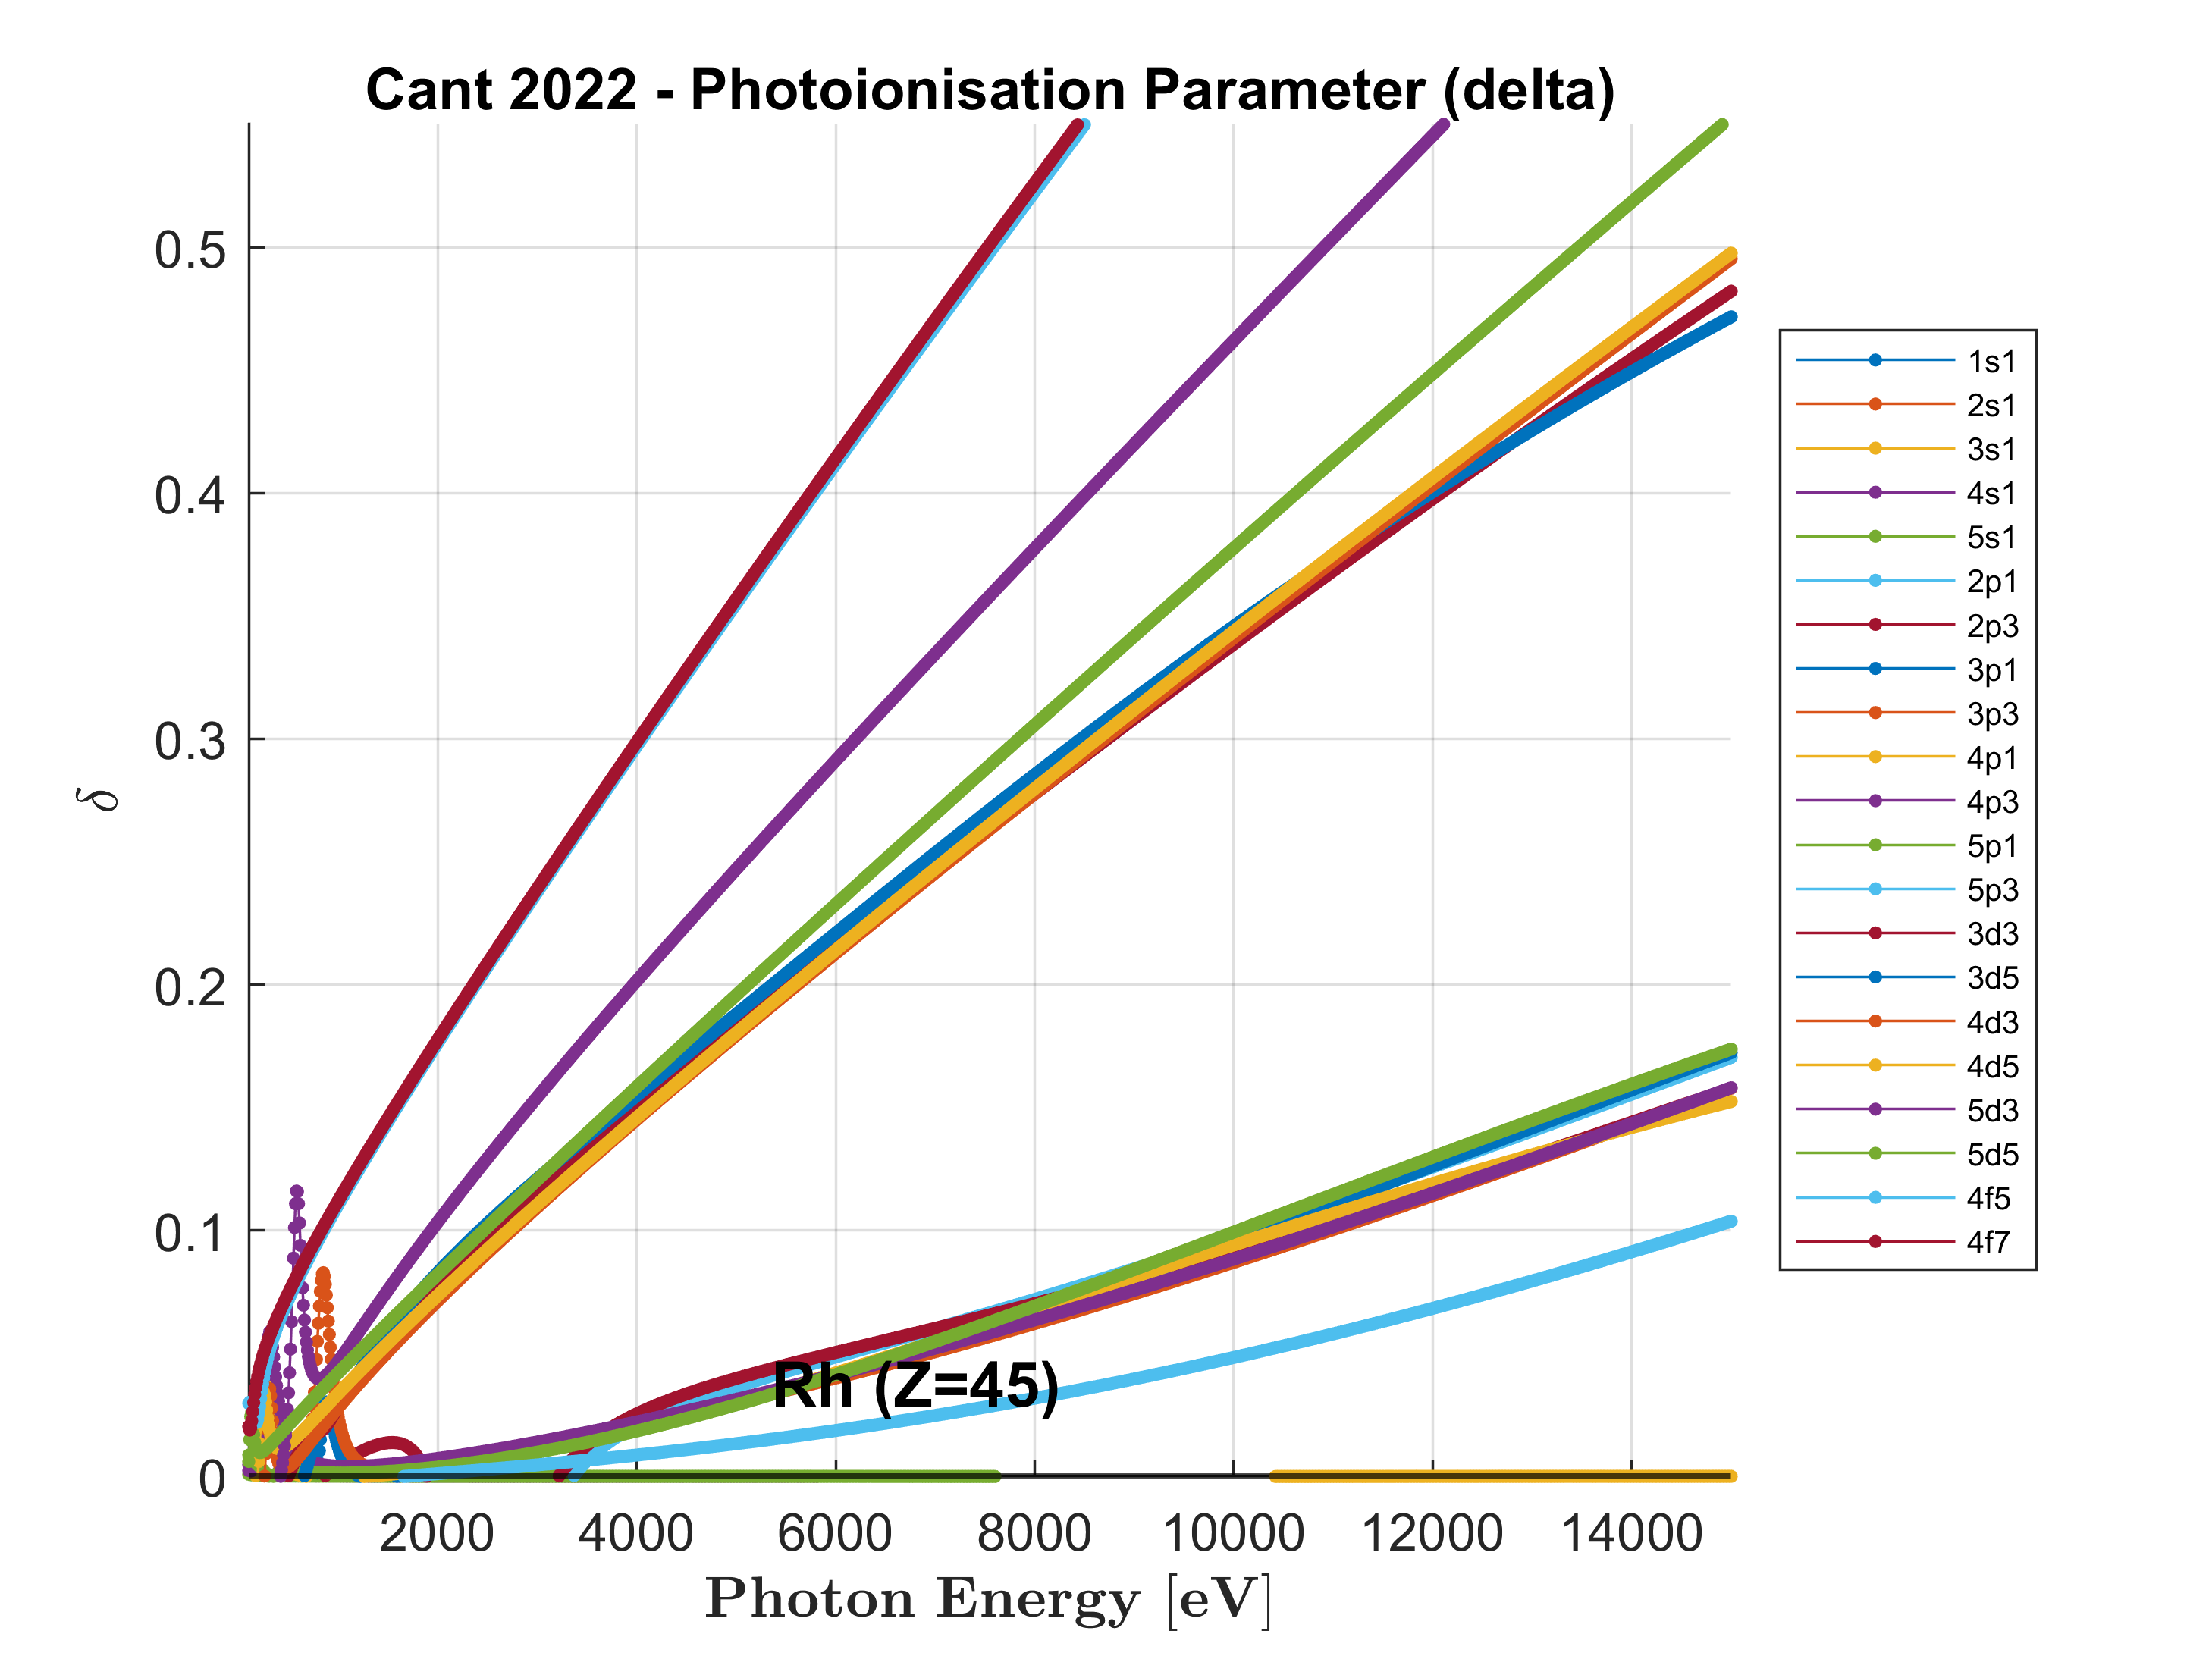 Cant 2022 - Photoionisation Parameter (delta)
0.5
0.4
0.3
0.2
0.1
0
δ
2000 4000 6000 8000 10000 12000 14000
Photon Energy [eV]
Rh (Z=45)
1s1
2s1
3s1
4s1
5s1
2p1
2p3
3p1
3p3
4p1
4p3
5p1
5p3
3d3
3d5
4d3
4d5
5d3
5d5
4f5
4f7